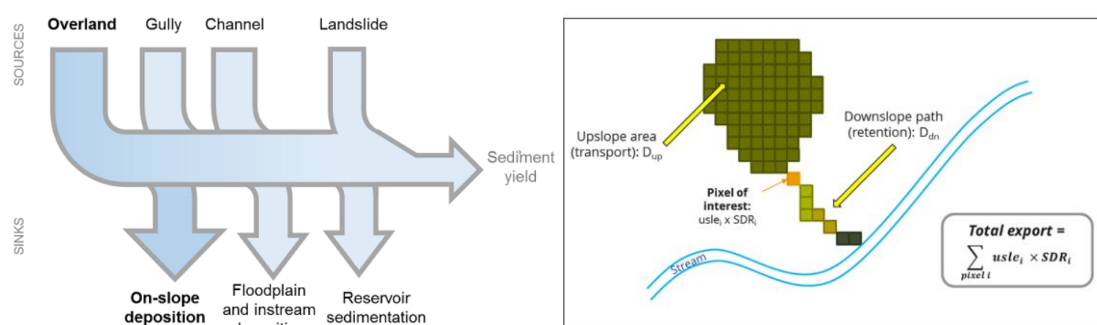 SOURCES
Overland Gully Channel Landslide
Sediment
yield
SINKS
On-slope
deposition
Floodplain
and instream
Reservoir
sedimentation
Upslope area
(transport): Dup
Downslope path
(retention): Ddn
Pixel of
interest:
uslei x SDRi
Stream
Total export =
∑ uslei × SDRi
pixel i